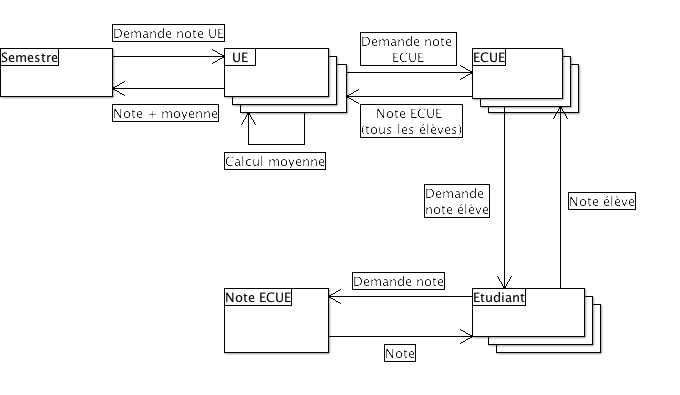 Demande note UE
Semestre
UE
Demande note
ECUE
ECUE
Note + moyenne
Note ECUE
(tous les élèves)
Calcul moyenne
Demande
note élève
Note élève
Note ECUE
Demande note
Etudiant
Note